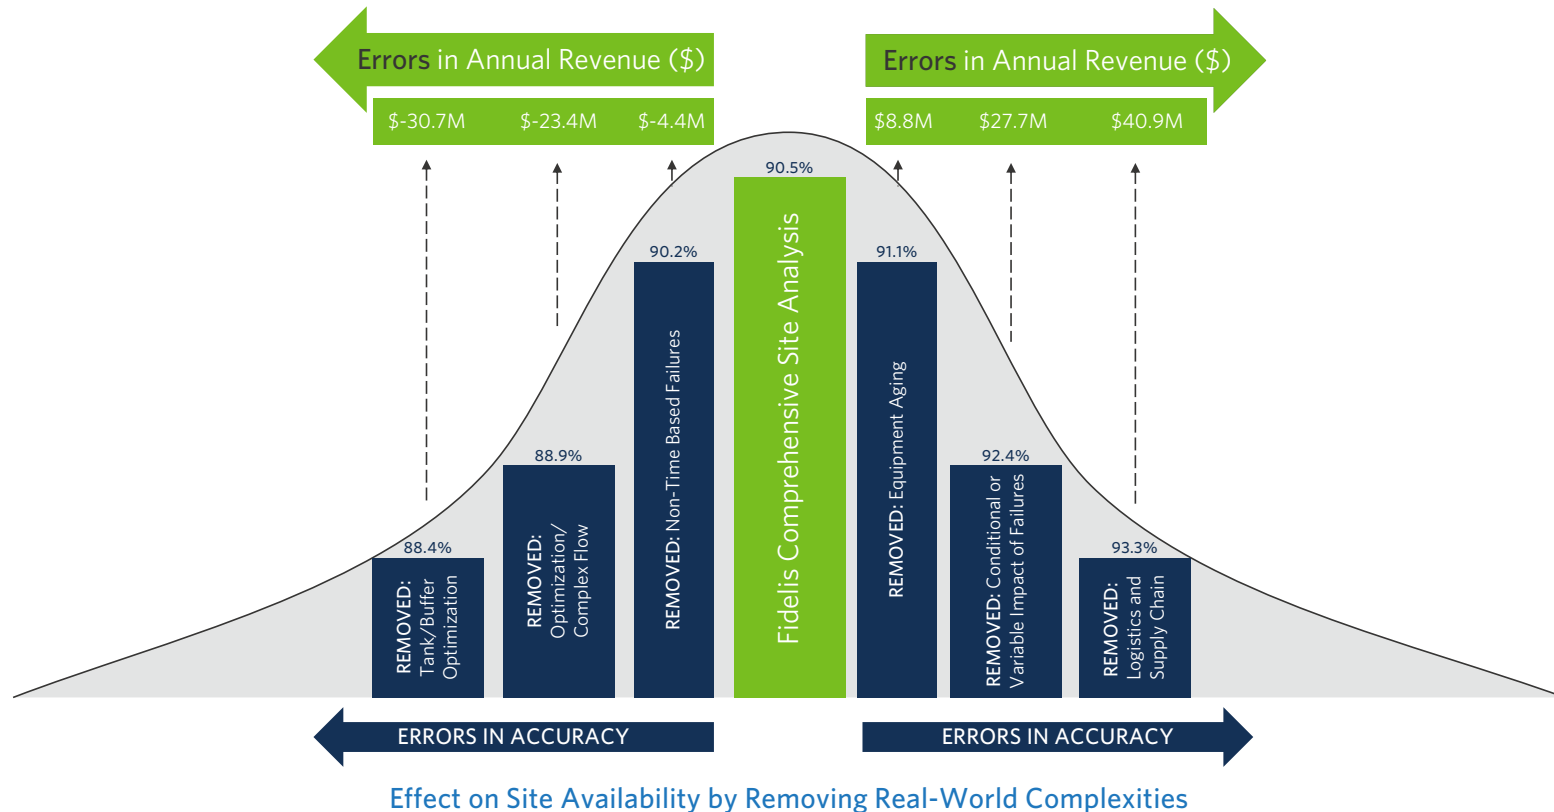 Errors in Annual Revenue ($)
Errors in Annual Revenue ($)
$-30.7M
$-23.4M
$-4.4M
$8.8M
$27.7M
$40.9M
88.4%
REMOVED:
Tank/Buffer
Optimization
88.9%
REMOVED:
Optimization/
Complex Flow
90.2%
REMOVED: Non-Time Based Failures
90.5%
Fidelis Comprehensive Site Analysis
91.1%
REMOVED: Equipment Aging
92.4%
REMOVED: Conditional or
Variable Impact of Failures
93.3%
REMOVED:
Logistics and
Supply Chain
ERRORS IN ACCURACY
ERRORS IN ACCURACY
Effect on Site Availability by Removing Real-World Complexities